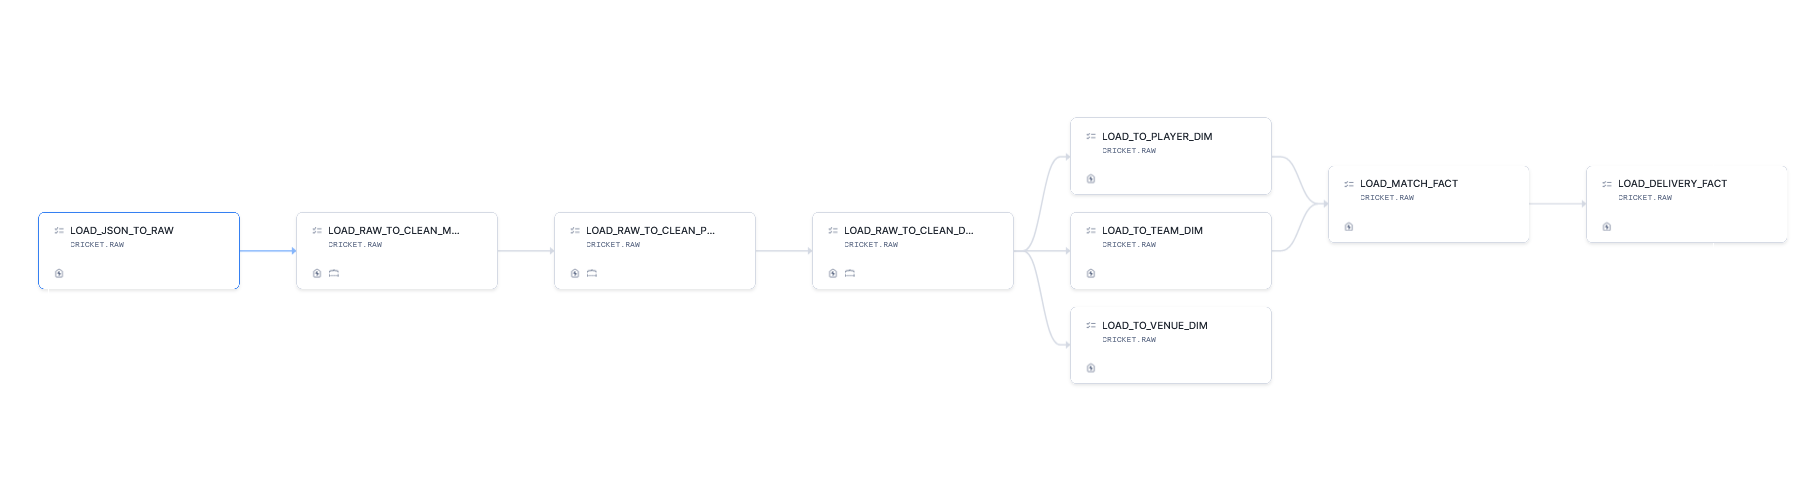 LOAD_JSON_TO_RAW
CRICKET.RAW
LOAD_RAW_TO_CLEAN_M...
CRICKET.RAW
LOAD_RAW_TO_CLEAN_P...
CRICKET.RAW
LOAD_RAW_TO_CLEAN_D...
CRICKET.RAW
LOAD_TO_PLAYER_DIM
CRICKET.RAW
LOAD_TO_TEAM_DIM
CRICKET.RAW
LOAD_TO_VENUE_DIM
CRICKET.RAW
LOAD_MATCH_FACT
CRICKET.RAW
LOAD_DELIVERY_FACT
CRICKET.RAW